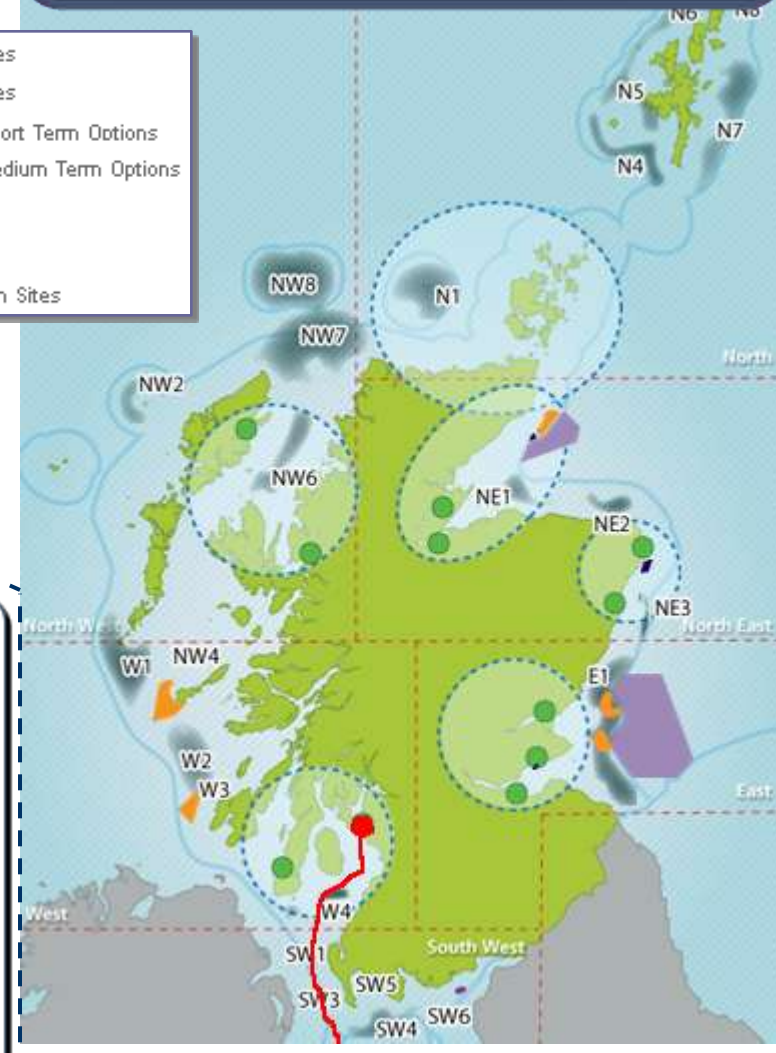 es
es
ort Term Options
edium Term Options
n Sites
N6
N8
N5
N7
N4
NW8
N1
NW7
North
NW2
NW6
NE1
NE2
NE3
North West
North East
W1
NW4
E1
W2
W3
East
W4
West
South West
SW1
SW5
SW3
SW6
SW4